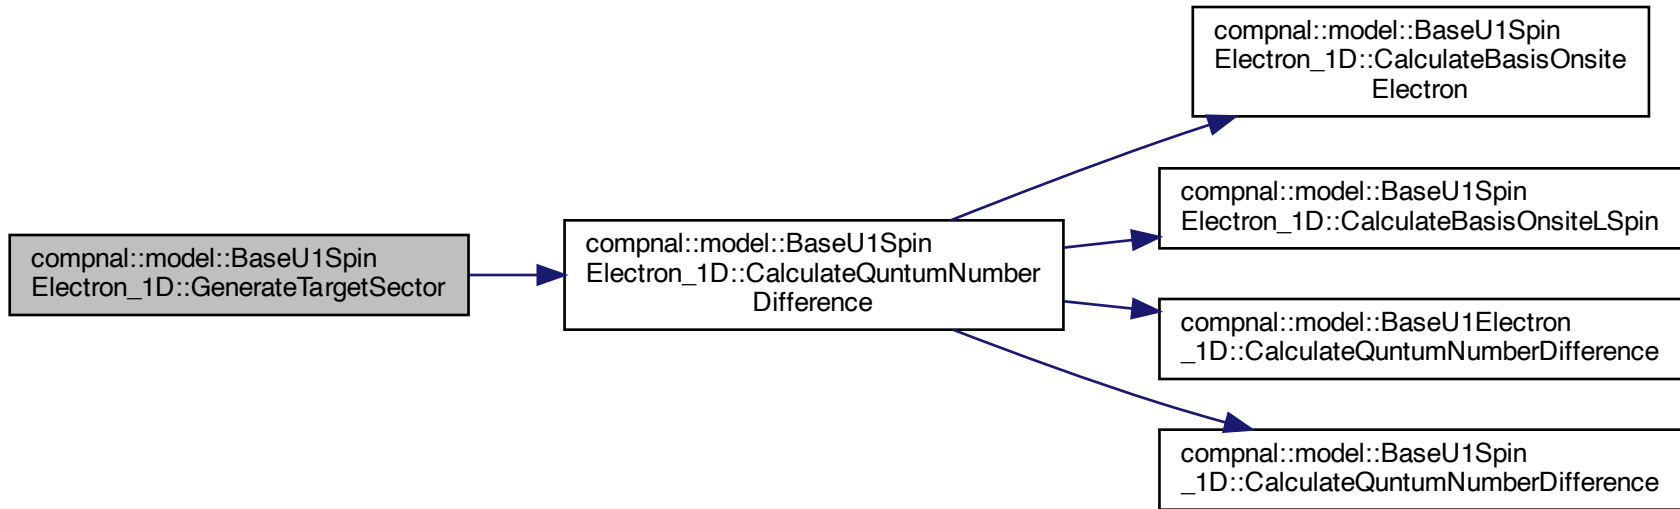 compnal::model::BaseU1Spin
Electron_1D::GenerateTargetSector
compnal::model::BaseU1Spin
Electron_1D::CalculateQuntumNumber
Difference
compnal::model::BaseU1Spin
Electron_1D::CalculateBasisOnsite
Electron
compnal::model::BaseU1Spin
Electron_1D::CalculateBasisOnsiteLSpin
compnal::model::BaseU1Electron
_1D::CalculateQuntumNumberDifference
compnal::model::BaseU1Spin
_1D::CalculateQuntumNumberDifference